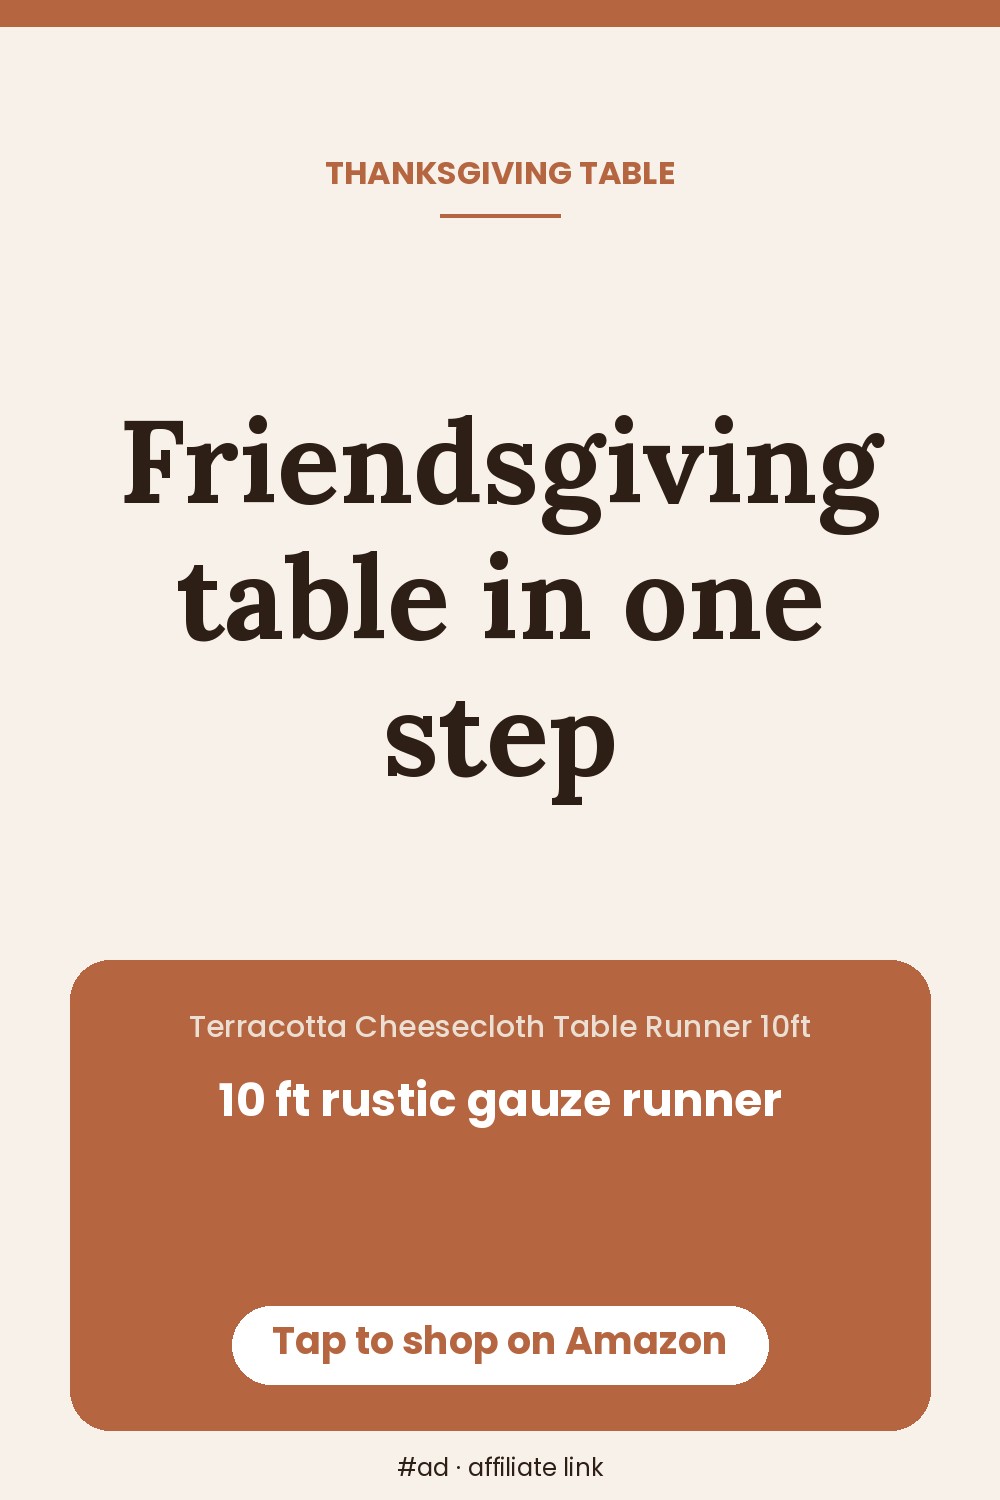 THANKSGIVING TABLE
Friendsgiving
table in one
step
Terracotta Cheesecloth Table Runner 10ft
10 ft rustic gauze runner
Tap to shop on Amazon
#ad · affiliate link